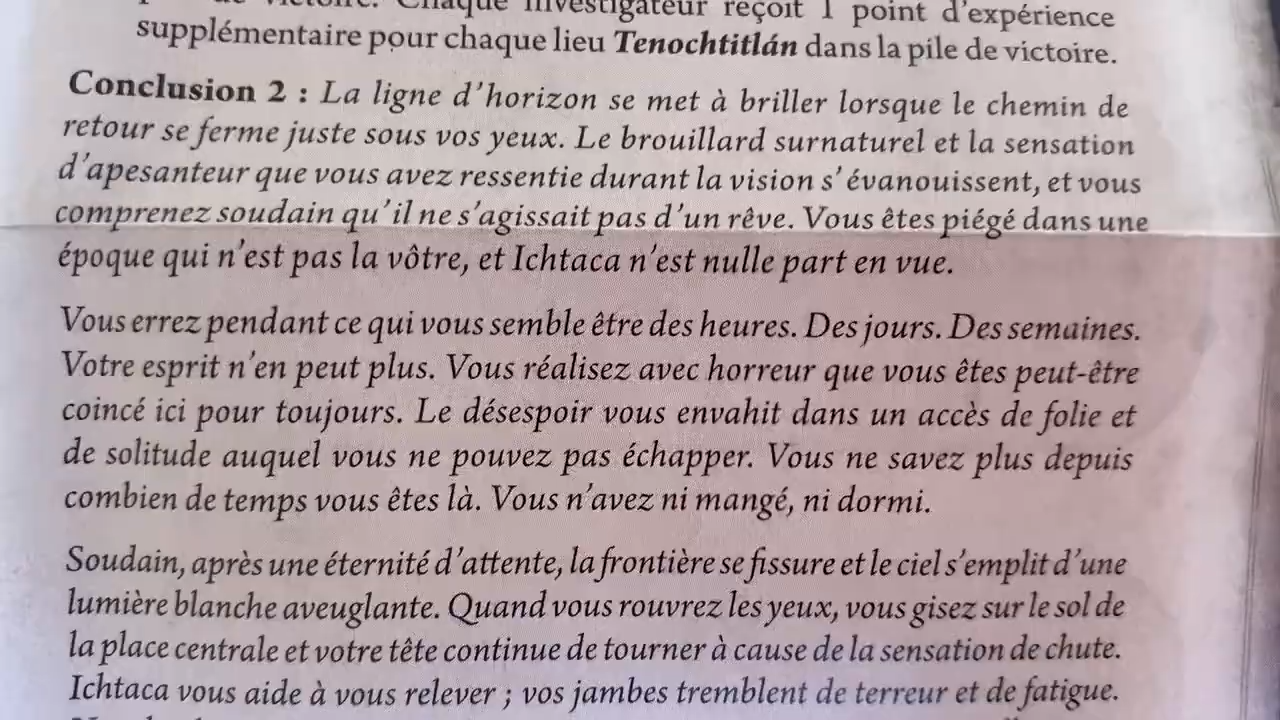 victoire. Chaque investigateur reçoit 1 point d'expérience
supplémentaire pour chaque lieu Tenochtitlán dans la pile de victoire.
Conclusion 2 : La ligne d'horizon se met à briller lorsque le chemin de
retour se ferme juste sous vos yeux. Le brouillard surnaturel et la sensation
d'apesanteur que vous avez ressentie durant la vision s'évanouissent, et vous
comprenez soudain qu'il ne s'agissait pas d'un rêve. Vous êtes piégé dans une
époque qui n'est pas la vôtre, et Ichtaca n'est nulle part en vue.
Vous errez pendant ce qui vous semble être des heures. Des jours. Des semaines.
Votre esprit n'en peut plus. Vous réalisez avec horreur que vous êtes peut-être
coincé ici pour toujours. Le désespoir vous envahit dans un accès de folie et
de solitude auquel vous ne pouvez pas échapper. Vous ne savez plus depuis
combien de temps vous êtes là. Vous n'avez ni mangé, ni dormi.
Soudain, après une éternité d'attente, la frontière se fissure et le ciel s'emplit d'une
lumière blanche aveuglante. Quand vous rouvrez les yeux, vous gisez sur le sol de
la place centrale et votre tête continue de tourner à cause de la sensation de chute.
Ichtaca vous aide à vous relever ; vos jambes tremblent de terreur et de fatigue.